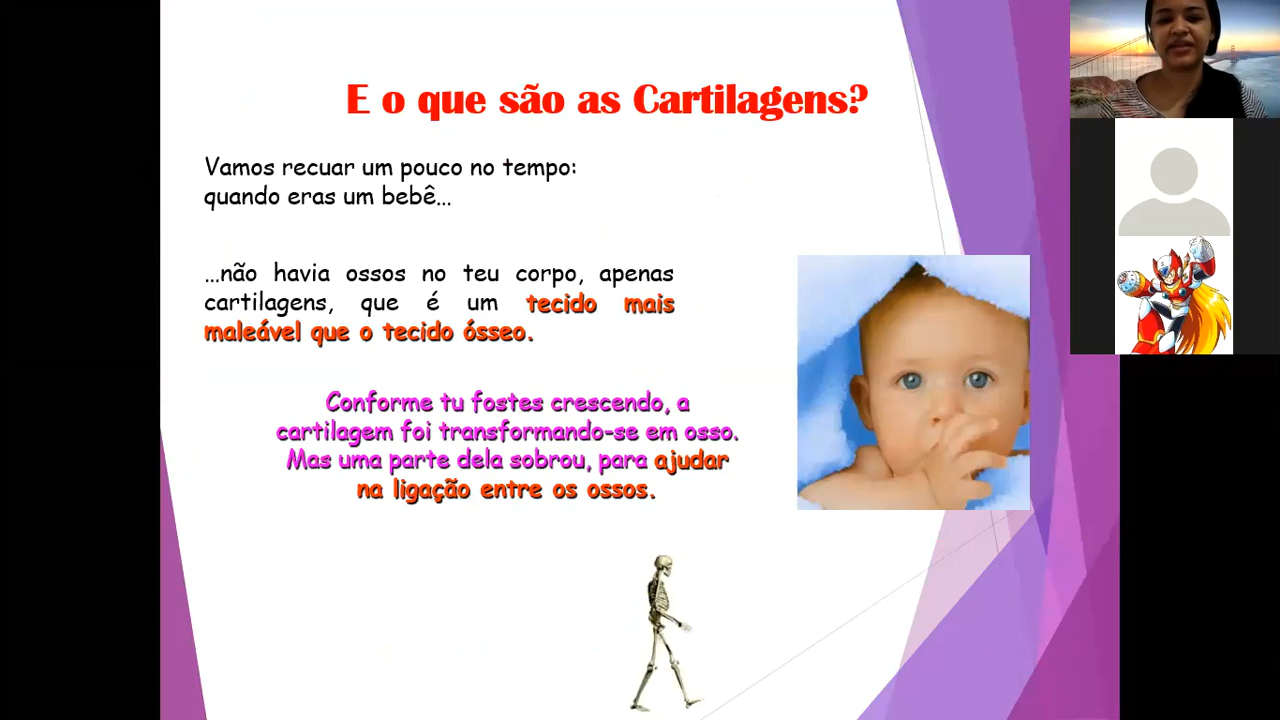 E o que são as Cartilagens?
Vamos recuar um pouco no tempo:
quando eras um bebê...
...não havia ossos no teu corpo, apenas
cartilagens, que é um tecido mais
maleável que o tecido ósseo.
Conforme tu fostes crescendo, a
cartilagem foi transformando-se em osso.
Mas uma parte dela sobrou, para ajudar
na ligação entre os ossos.